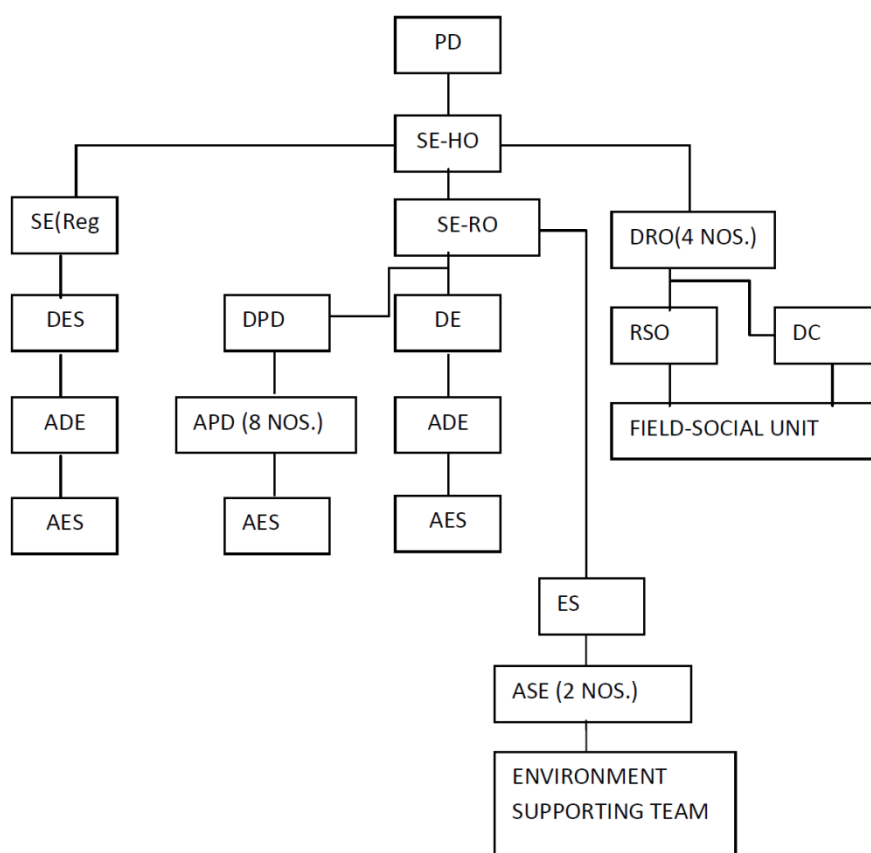 PD
SE-HO
SE(Reg
SE-RO
DRO(4 NOS.)
DES
DPD
DE
RSO
DC
ADE
APD (8 NOS.)
ADE
FIELD-SOCIAL UNIT
AES
AES
AES
ES
ASE (2 NOS.)
ENVIRONMENT
SUPPORTING TEAM